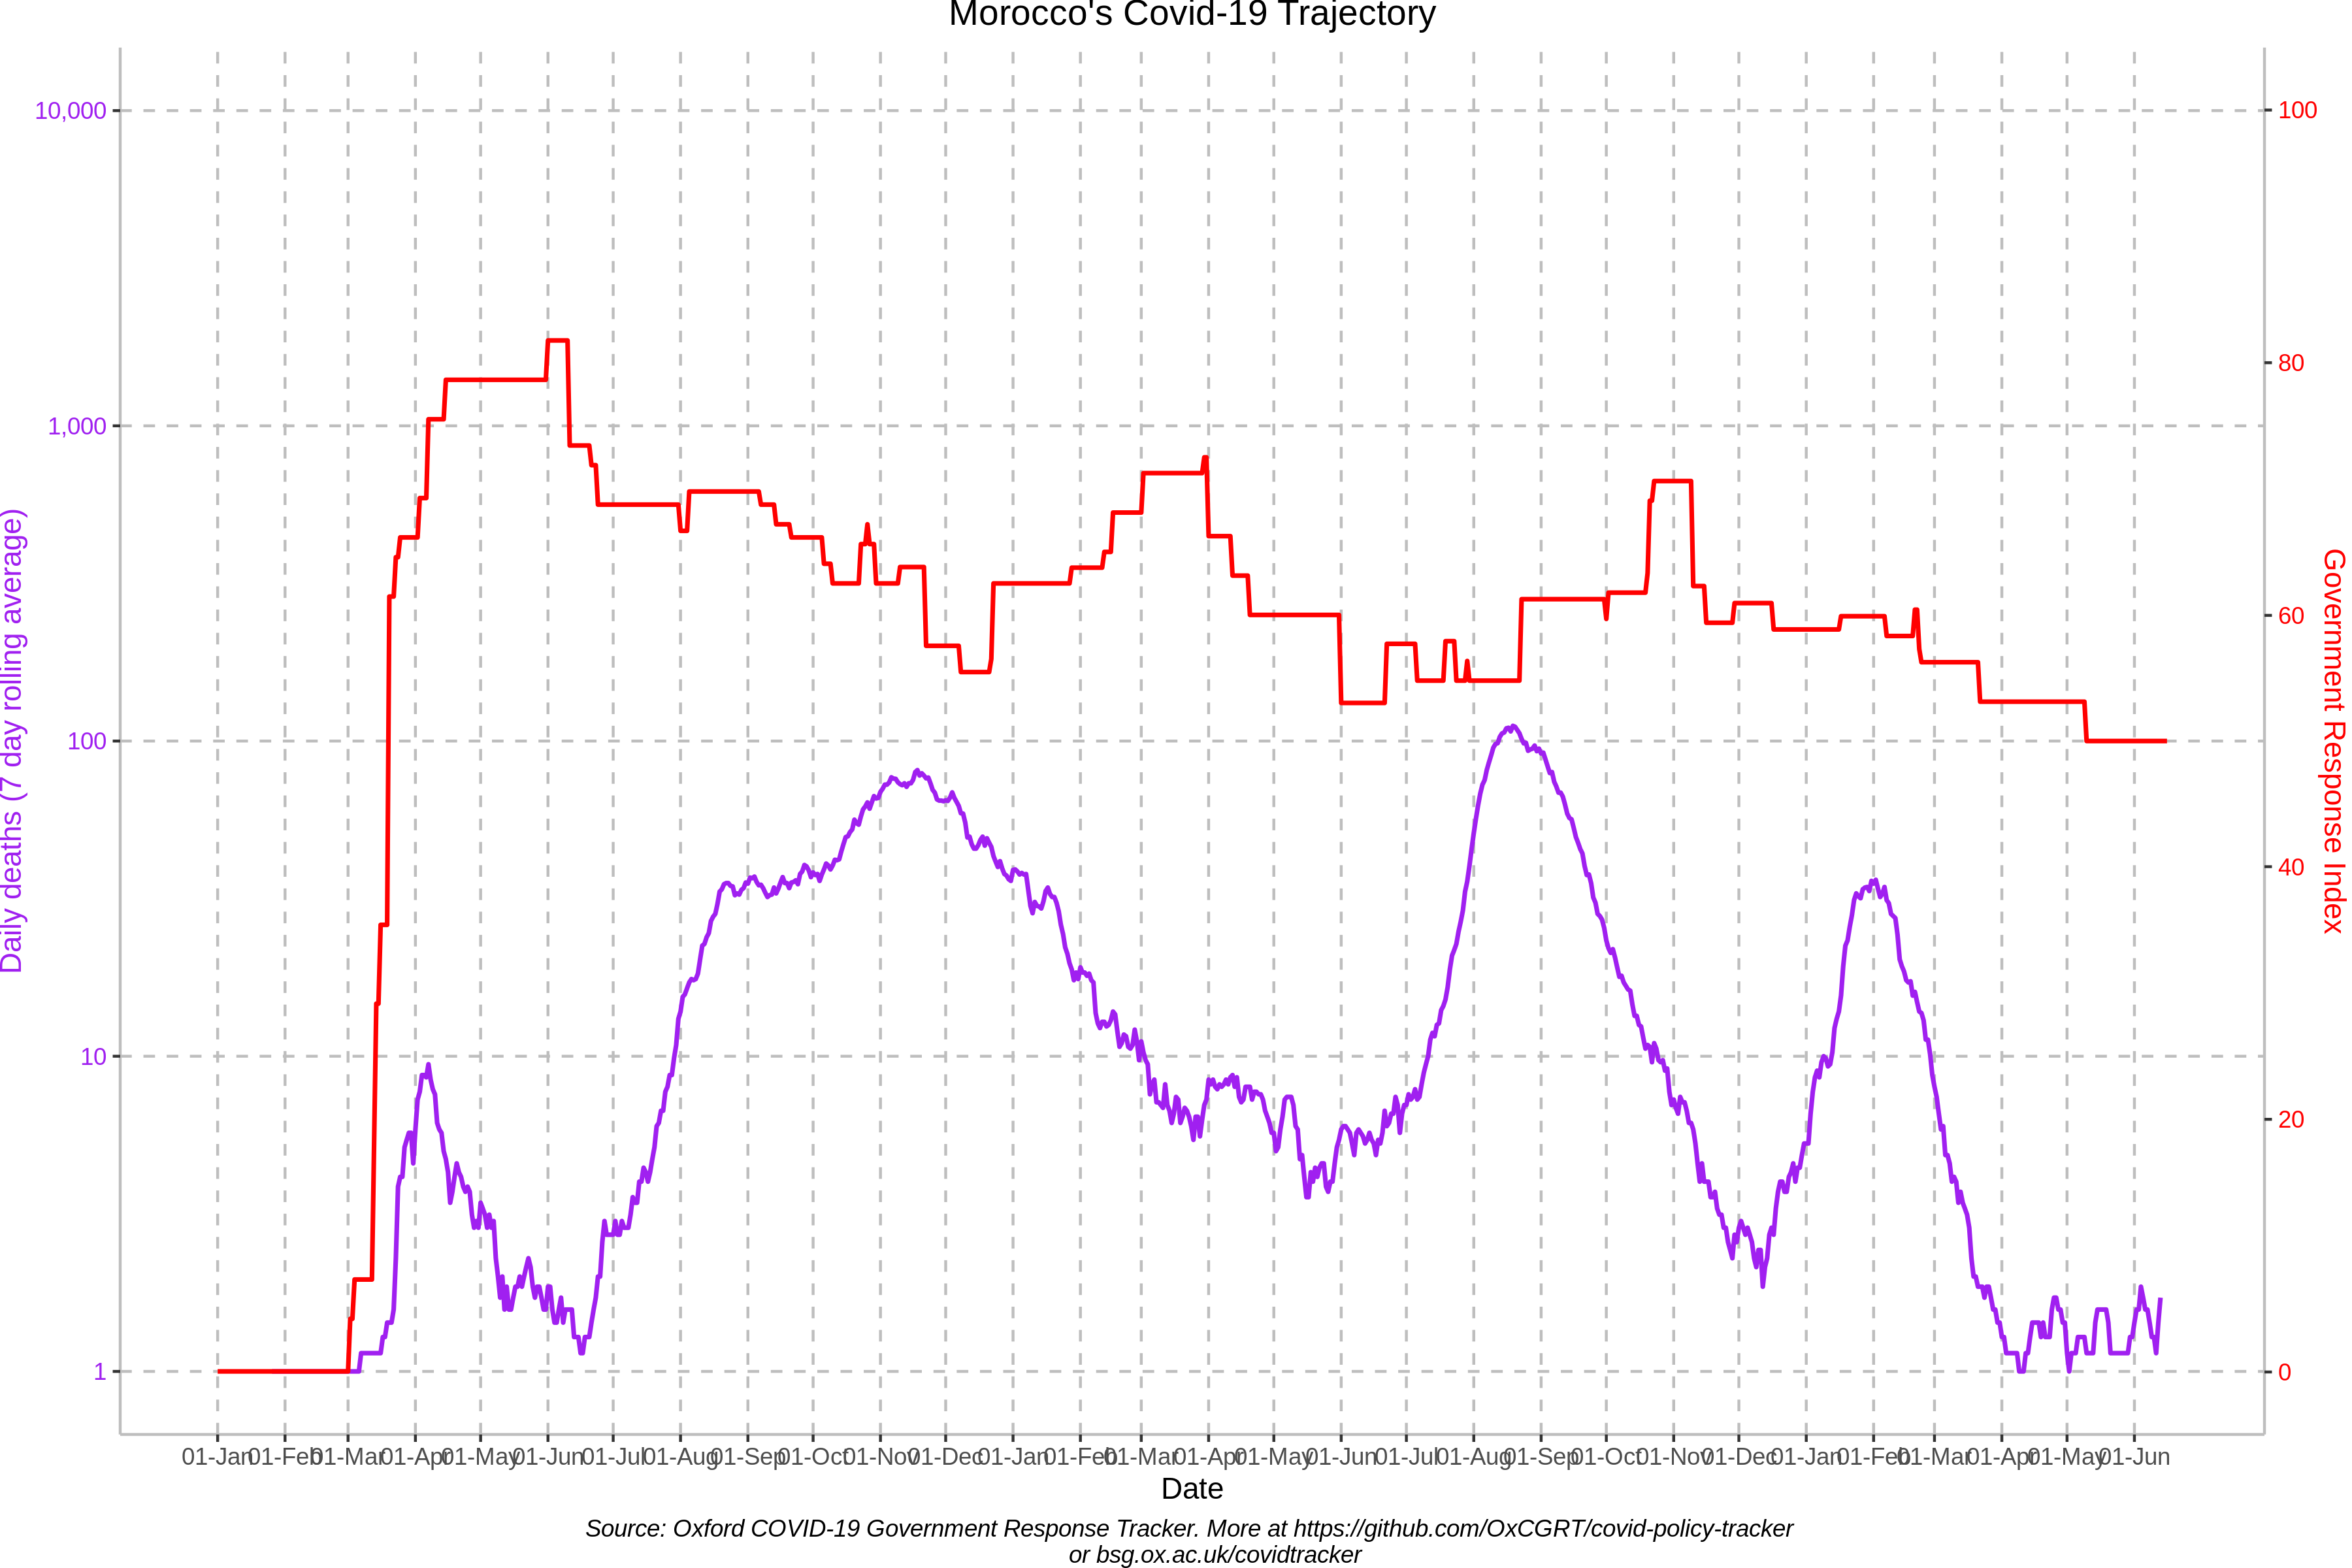 Morocco's Covid-19 Trajectory
10,000
1,000
100
10
1
Daily deaths (7 day rolling average)
100
80
60
40
20
0
Government Response Index
01-Jan 01-Feb 01-Mar 01-Apr 01-May 01-Jun 01-Jul 01-Aug 01-Sep 01-Oct 01-Nov 01-Dec 01-Jan 01-Feb 01-Mar 01-Apr 01-May 01-Jun 01-Jul 01-Aug 01-Sep 01-Oct 01-Nov 01-Dec 01-Jan 01-Feb 01-Mar 01-Apr 01-May 01-Jun
Date
Source: Oxford COVID-19 Government Response Tracker. More at https://github.com/OxCGRT/covid-policy-tracker
or bsg.ox.ac.uk/covidtracker